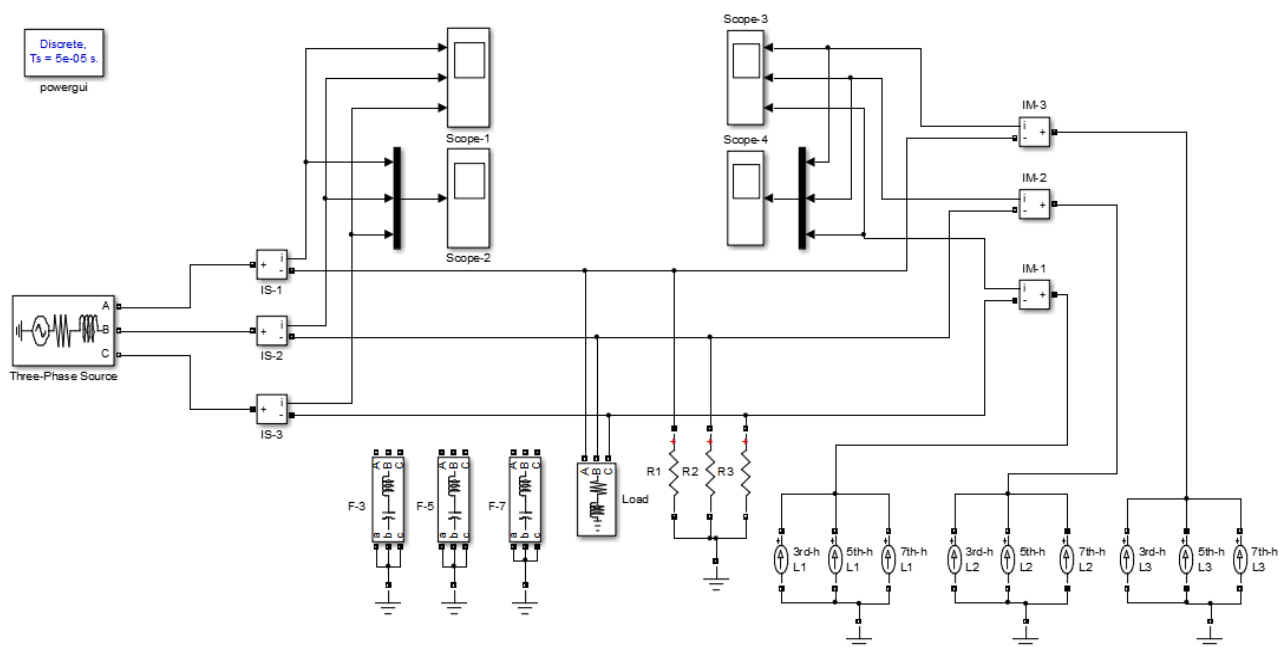 Discrete,
Ts = 5e-05 s.
powergui
Scope-1
Scope-2
Scope-3
Scope-4
IM-3
i
+
-
IM-2
i
+
-
IM-1
i
+
-
+
i
-
IS-1
+
i
-
IS-2
+
i
-
IS-3
A
B
C
Three-Phase Source
A B C
F-3
a b c
A B C
F-5
a b c
A B C
F-7
a b c
A B C
Load
+ + +
R1 R2 R3
+ + +
3rd-h L1
5th-h L1
7th-h L1
+ + +
3rd-h L2
5th-h L2
7th-h L2
+ + +
3rd-h L3
5th-h L3
7th-h L3